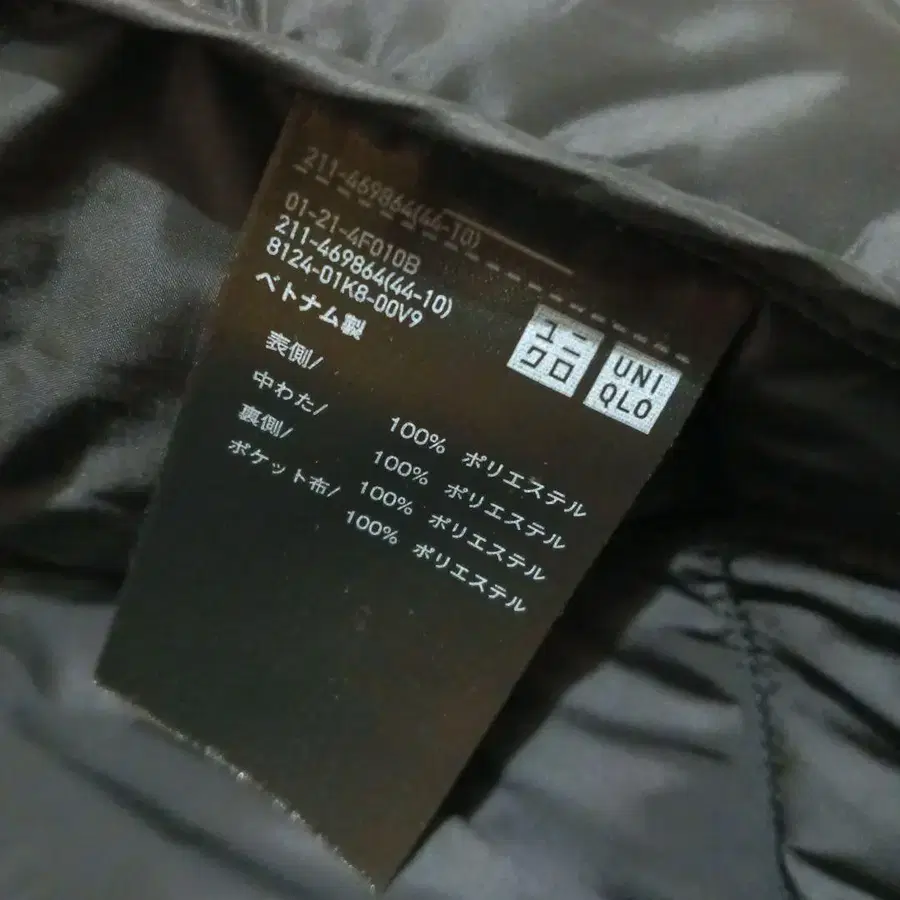 211-469864(44-10)
01-21-4F010B
211-469864(44-10)
8124-01K8-00V9
ベトナム製
ユニ
クロ
UNI
QLO
表側/ 100% ポリエステル
中わた/ 100% ポリエステル
裏側/ 100% ポリエステル
ポケット布/ 100% ポリエステル